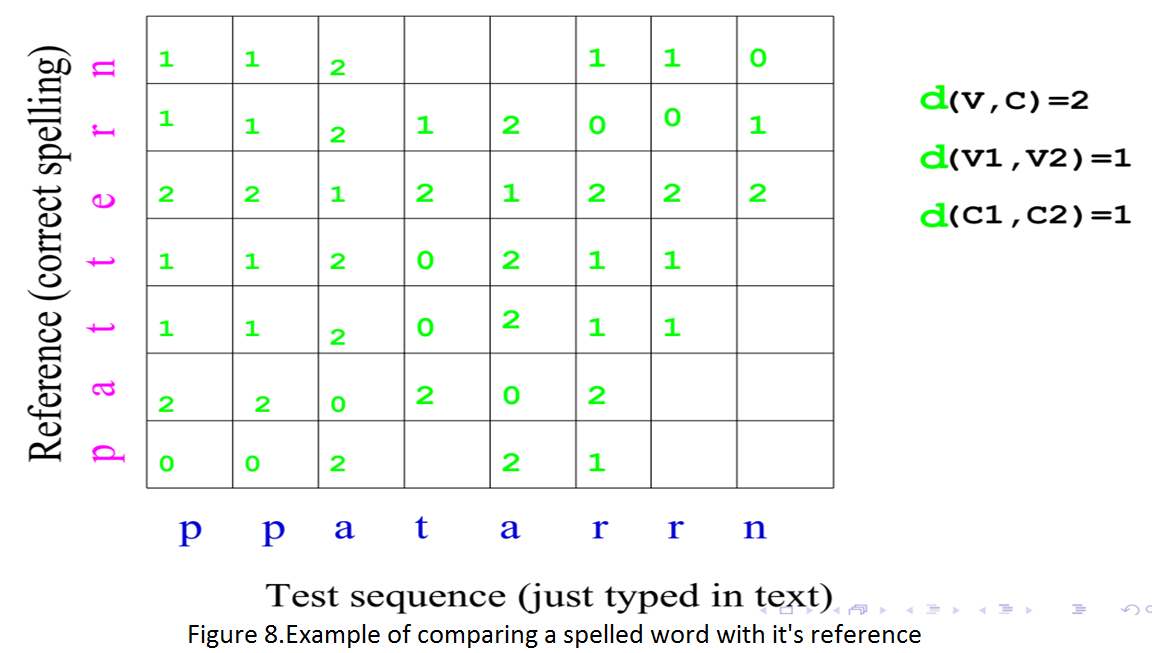 Reference (correct spelling)
n 1 1 2 1 1 0
r 1 1 2 1 2 0 0 1
e 2 2 1 2 1 2 2 2
t 1 1 2 0 2 1 1
t 1 1 2 0 2 1 1
a 2 2 0 2 0 2
p 0 0 2 2 1
p p a t a r r n
Test sequence (just typed in text)
d(V,C)=2
d(V1,V2)=1
d(C1,C2)=1
Figure 8.Example of comparing a spelled word with it's reference